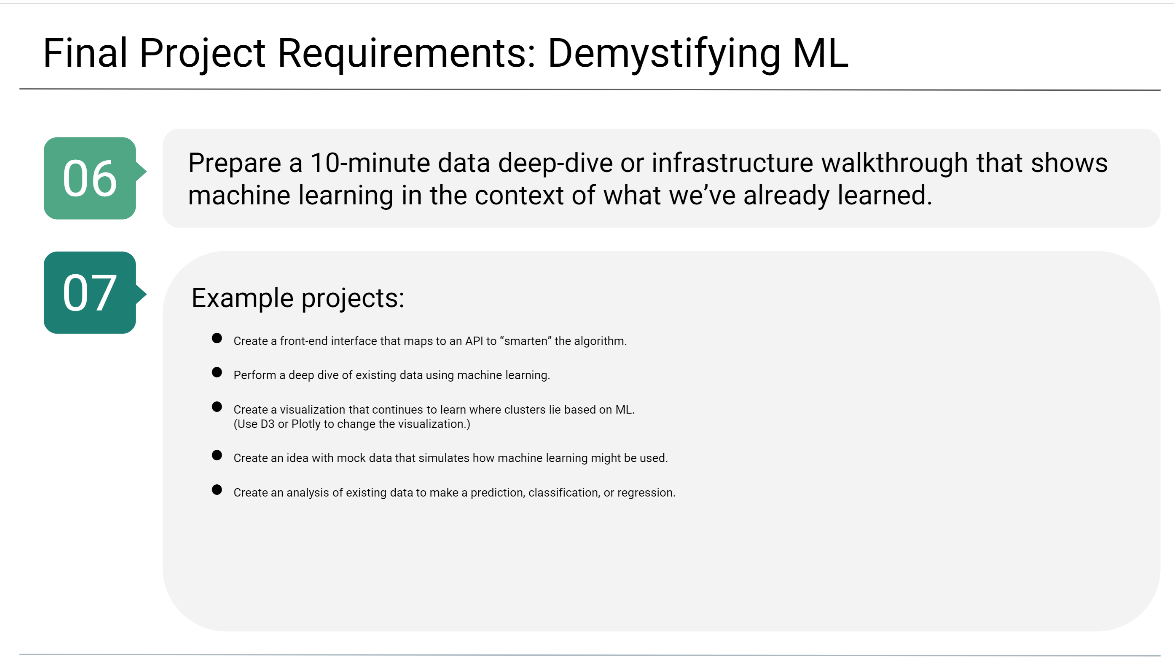 Final Project Requirements: Demystifying ML
06
Prepare a 10-minute data deep-dive or infrastructure walkthrough that shows
machine learning in the context of what we’ve already learned.
07
Example projects:
● Create a front-end interface that maps to an API to “smarten” the algorithm.
● Perform a deep dive of existing data using machine learning.
● Create a visualization that continues to learn where clusters lie based on ML.
(Use D3 or Plotly to change the visualization.)
● Create an idea with mock data that simulates how machine learning might be used.
● Create an analysis of existing data to make a prediction, classification, or regression.